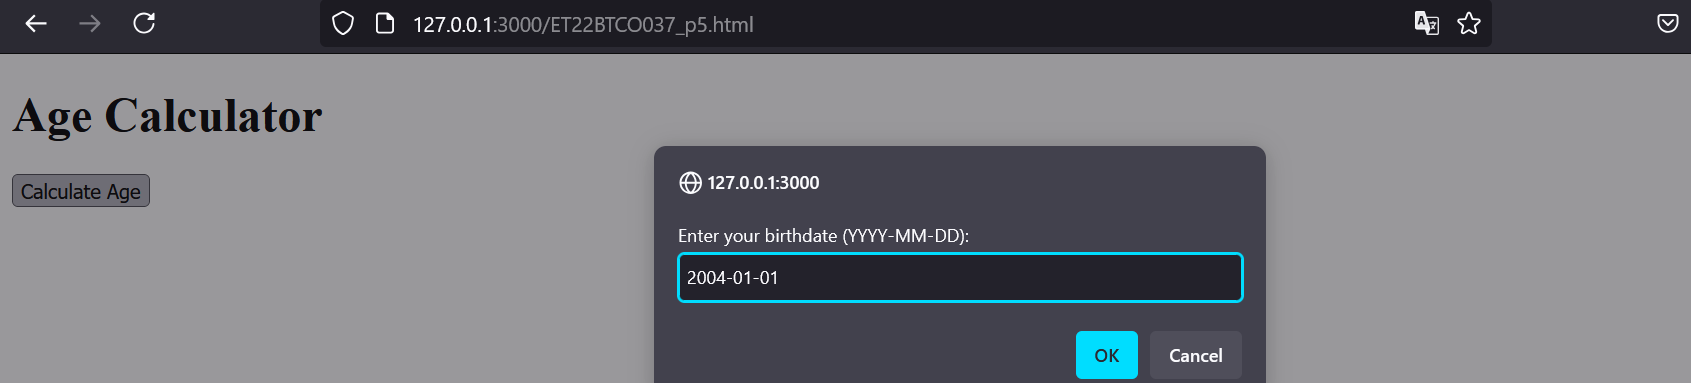 127.0.0.1:3000/ET22BTCO037_p5.html
Age Calculator
Calculate Age
127.0.0.1:3000
Enter your birthdate (YYYY-MM-DD):
2004-01-01
OK Cancel